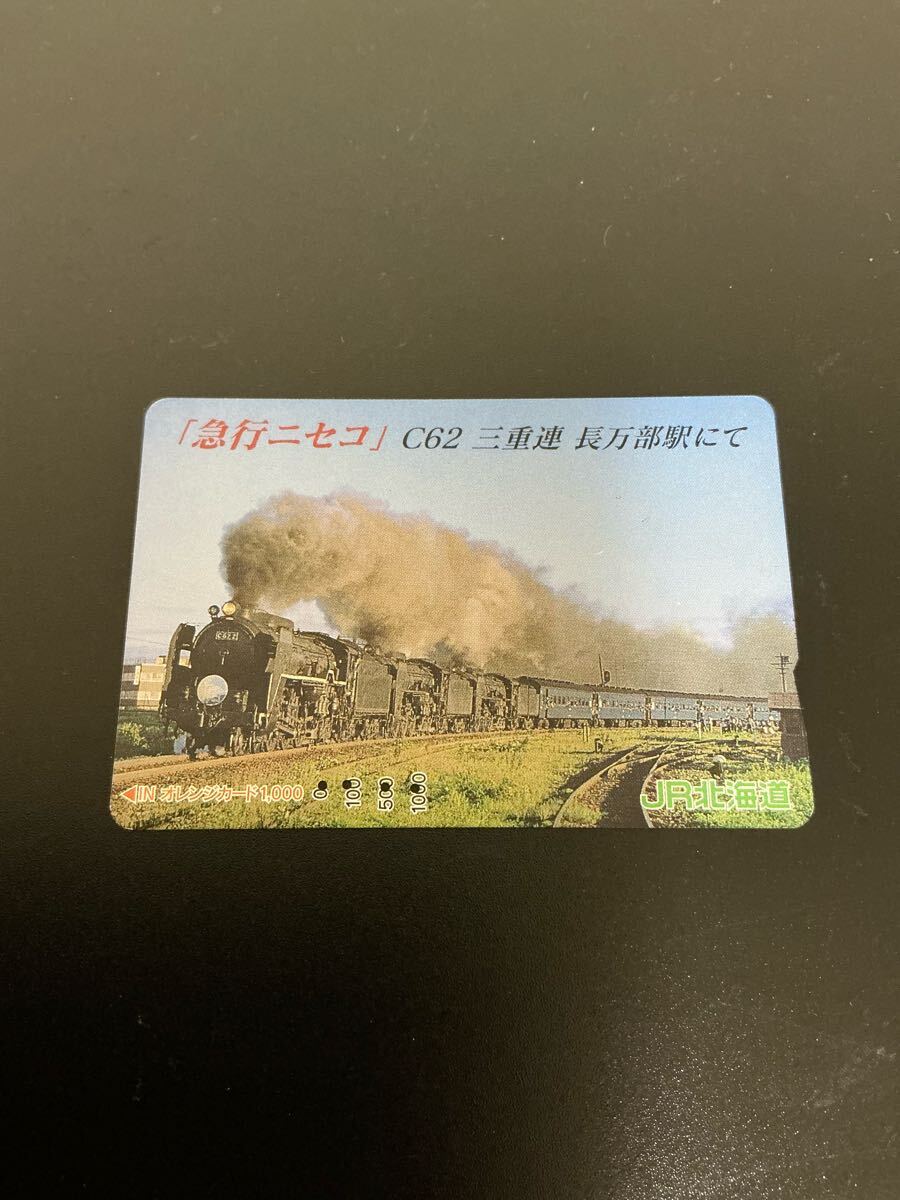 「急行ニセコ」 C62 三重連 長万部駅にて
◁IN オレンジカード1,000 0 100 500 1000
JR北海道